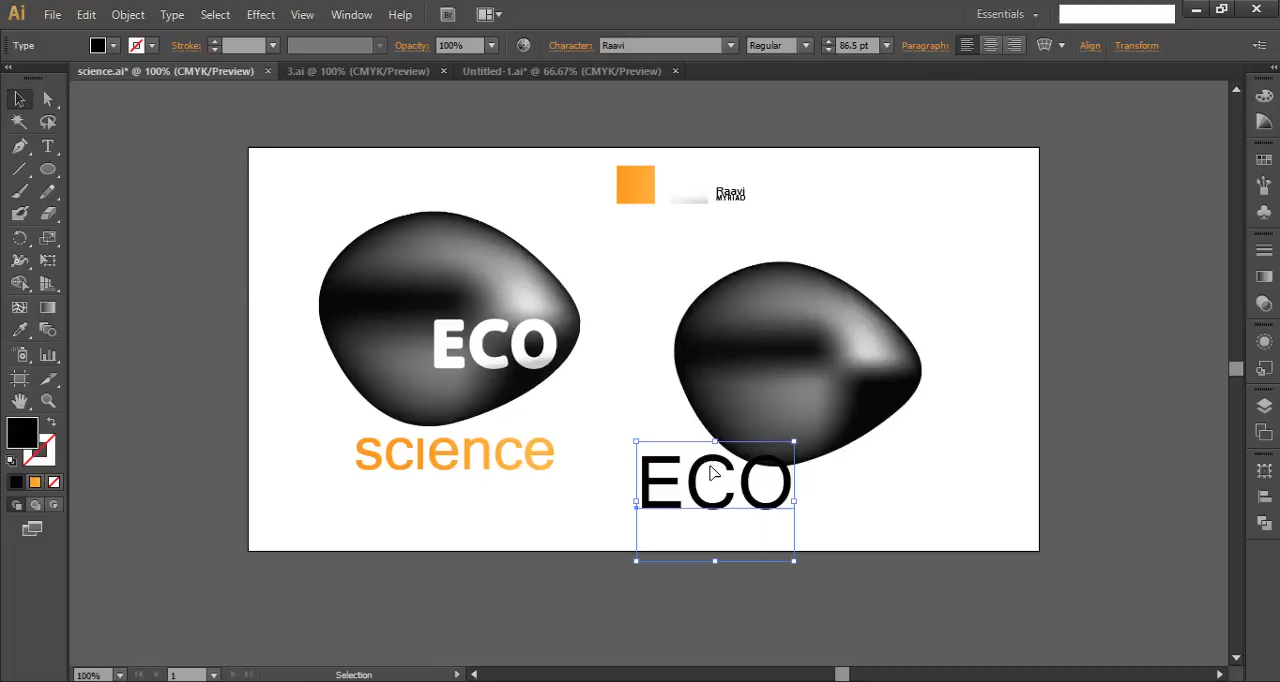 Ai File Edit Object Type Select Effect View Window Help Br Essentials
Type Stroke: Opacity: 100% Character: Raavi Regular 86.5 pt Paragraph: Align Transform
science.ai* @ 100% (CMYK/Preview) × 3.ai @ 100% (CMYK/Preview) × Untitled-1.ai* @ 66.67% (CMYK/Preview) ×
Raavi
MYRIAD
ECO
science
ECO
100% 1 Selection